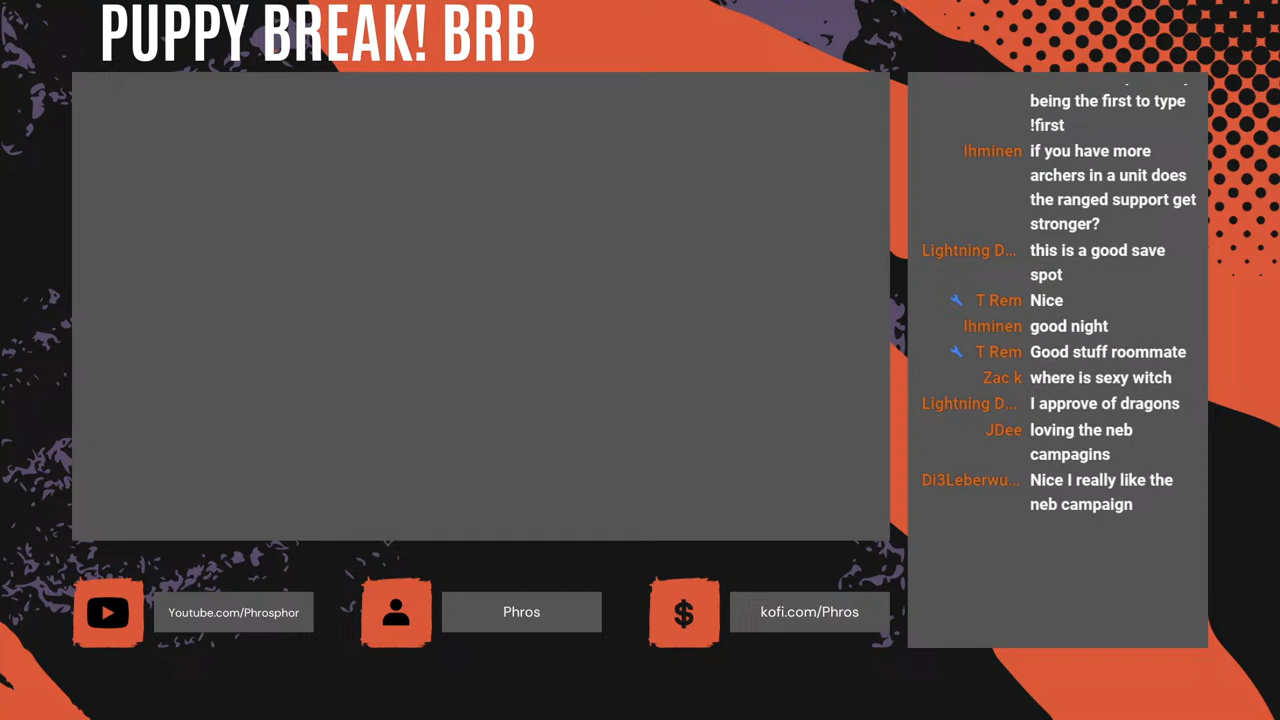 PUPPY BREAK! BRB
being the first to type
!first
Ihminen if you have more
archers in a unit does
the ranged support get
stronger?
Lightning D... this is a good save
spot
T Rem Nice
Ihminen good night
T Rem Good stuff roommate
Zac k where is sexy witch
Lightning D... I approve of dragons
JDee loving the neb
campagins
Di3Leberwu... Nice I really like the
neb campaign
Youtube.com/Phrosphor
Phros
kofi.com/Phros